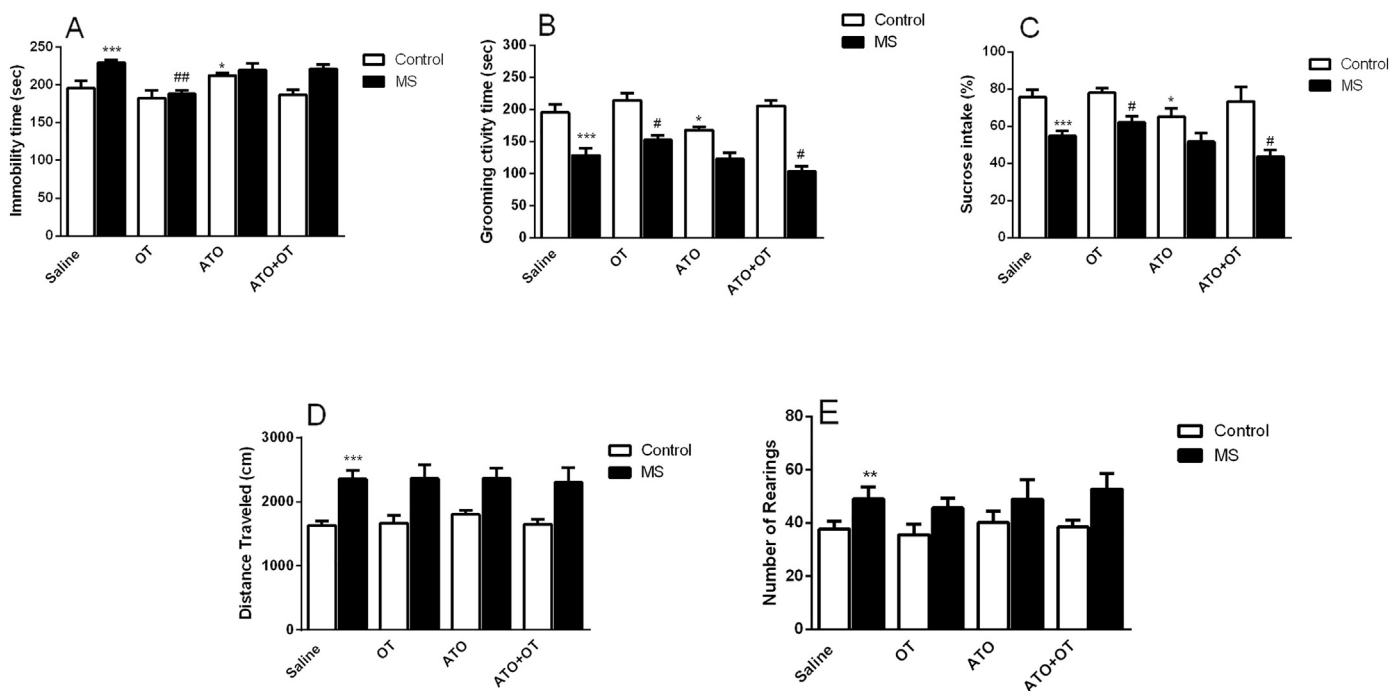 A
Control
MS
Immoblity time (sec)
250
200
150
100
50
0
***
##
*
Saline
OT
ATO
ATO+OT
B
Control
MS
Grooming ctivity time (sec)
300
250
200
150
100
50
0
***
#
*
#
Saline
OT
ATO
ATO+OT
C
Control
MS
Sucrose intake (%)
80
60
40
20
0
***
#
*
#
Saline
OT
ATO
ATO+OT
D
Control
MS
Distance Traveled (cm)
3000
2000
1000
0
***
Saline
OT
ATO
ATO+OT
E
Control
MS
Number of Rearings
80
60
40
20
0
**
Saline
OT
ATO
ATO+OT